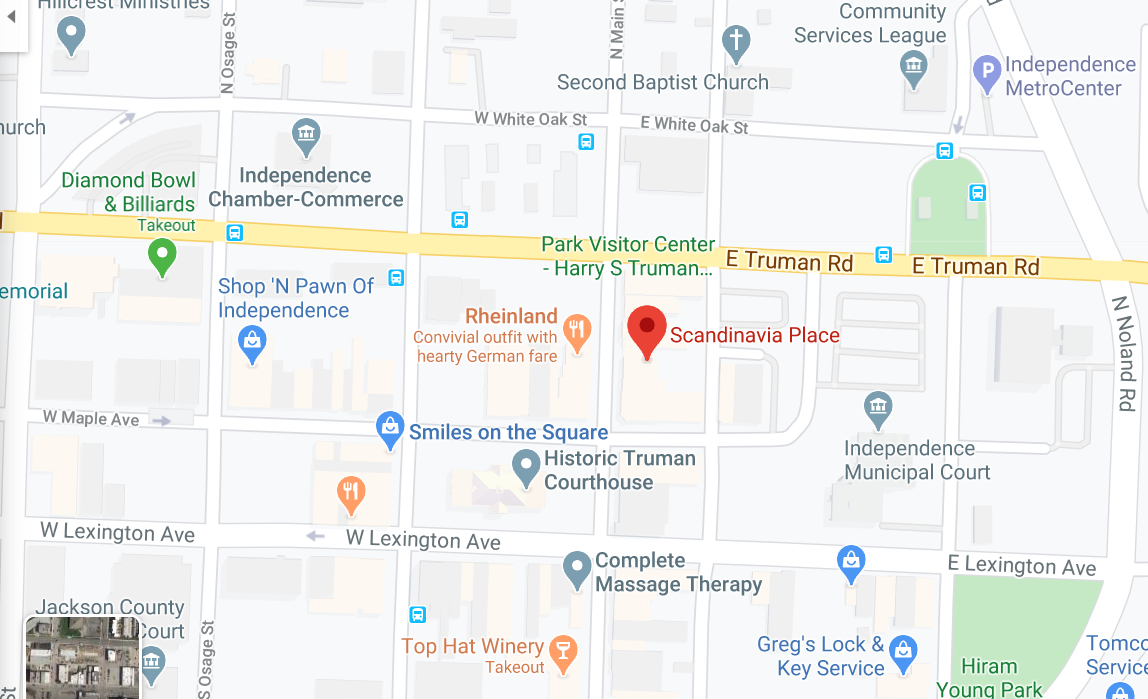 Hillcrest Ministries
N Osage St
N Main S
Community
Services League
Second Baptist Church
P
Independence
MetroCenter
W White Oak St
E White Oak St
hurch
Independence
Chamber-Commerce
Diamond Bowl
& Billiards
Takeout
Park Visitor Center
- Harry S Truman...
E Truman Rd
E Truman Rd
emorial
Shop 'N Pawn Of
Independence
Rheinland
Convivial outfit with
hearty German fare
Scandinavia Place
N Noland Rd
W Maple Ave
Smiles on the Square
Historic Truman
Courthouse
Independence
Municipal Court
W Lexington Ave
W Lexington Ave
E Lexington Ave
Complete
Massage Therapy
Jackson County
Court
S Osage St
St
Top Hat Winery
Takeout
Greg's Lock &
Key Service
Hiram
Young Park
Tomco
Service